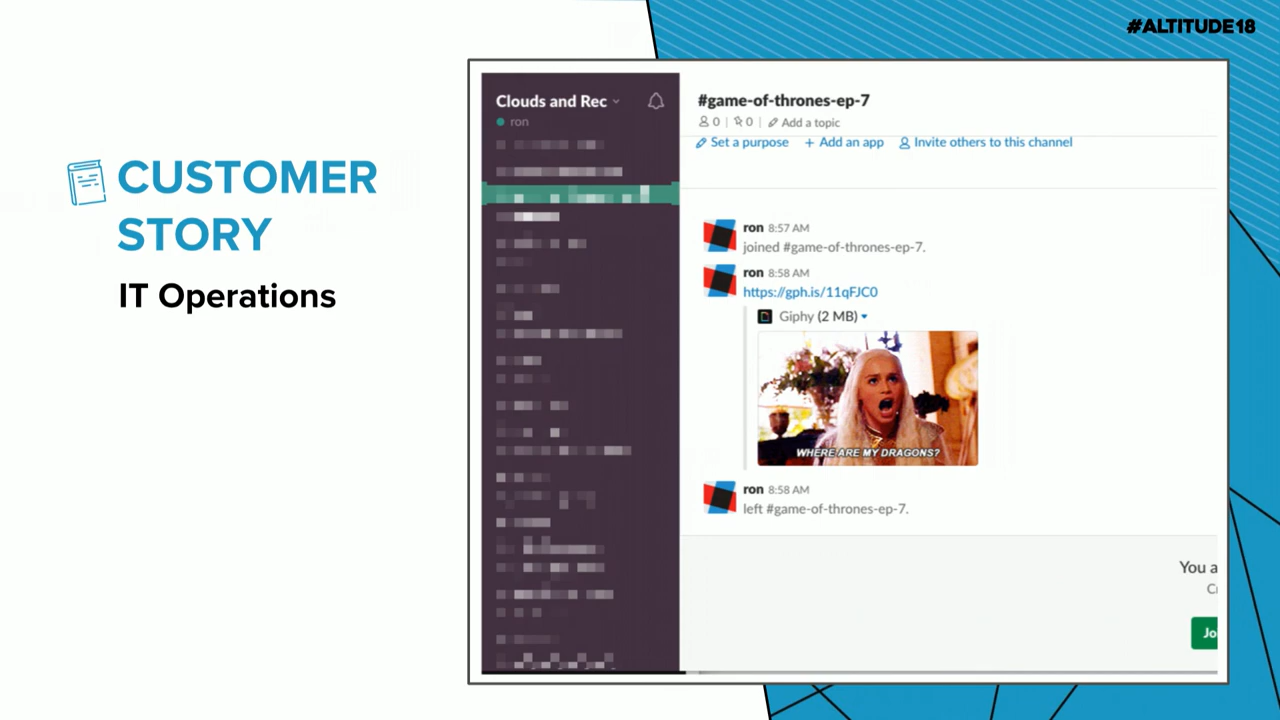 #ALTITUDE18
CUSTOMER
STORY
IT Operations
Clouds and Rec
ron
#game-of-thrones-ep-7
0 | 0 | Add a topic
Set a purpose + Add an app Invite others to this channel
ron 8:57 AM
joined #game-of-thrones-ep-7.
ron 8:58 AM
https://gph.is/11qFJC0
Giphy (2 MB)
WHERE ARE MY DRAGONS?
ron 8:58 AM
left #game-of-thrones-ep-7.
You a
Jo